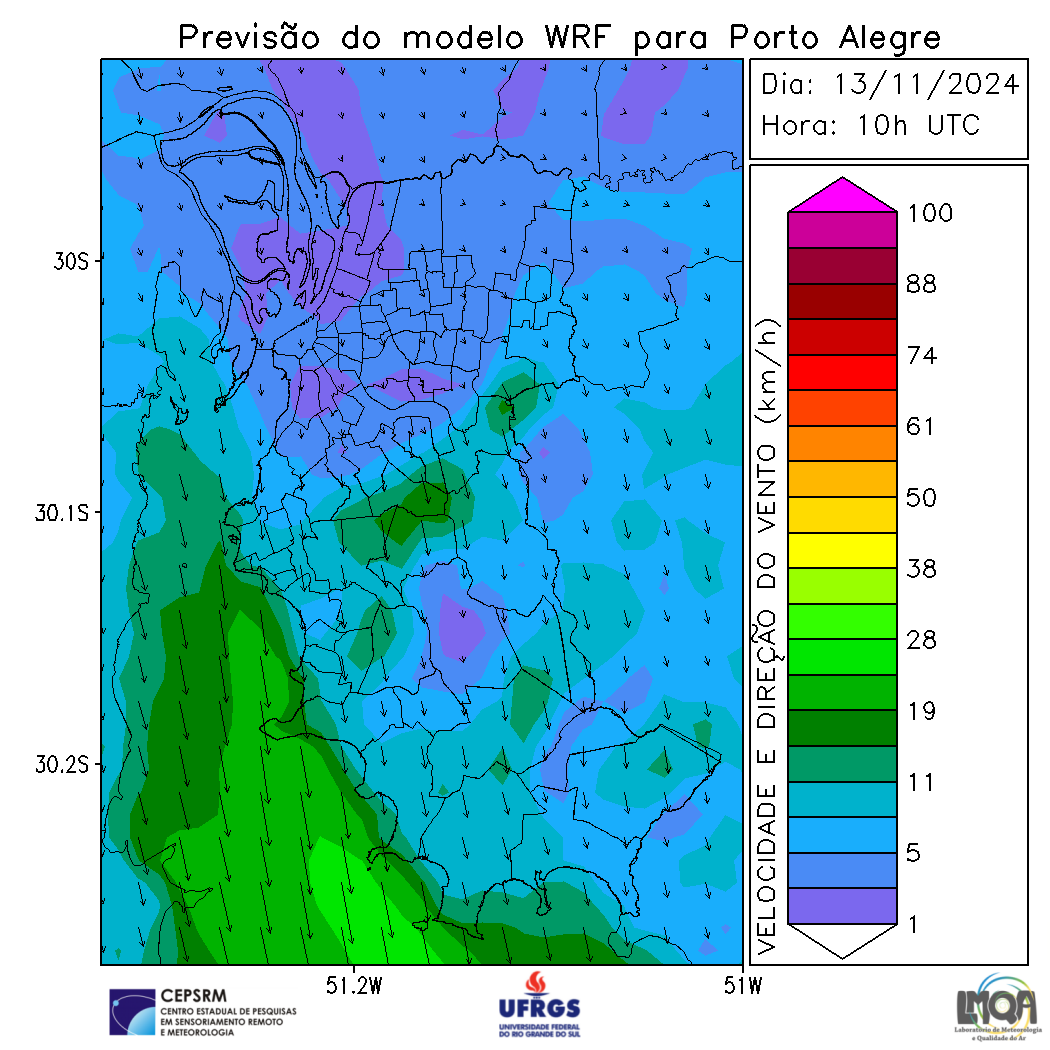 Previsão do modelo WRF para Porto Alegre
Dia: 13/11/2024
Hora: 10h UTC
30S
30.1S
30.2S
51.2W
51W
VELOCIDADE E DIREÇÃO DO VENTO (km/h)
100
88
74
61
50
38
28
19
11
5
1
CEPSRM
CENTRO ESTADUAL DE PESQUISAS
EM SENSORIAMENTO REMOTO
E METEOROLOGIA
UFRGS
UNIVERSIDADE FEDERAL
DO RIO GRANDE DO SUL
LMQA
Laboratório de Meteorologia
e Qualidade do Ar